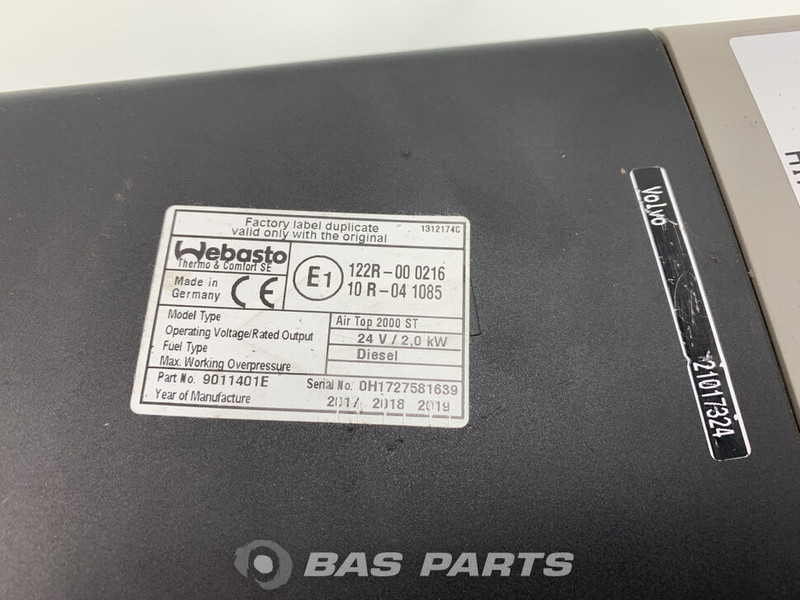 Factory label duplicate
valid only with the original
1312174C
Webasto
Thermo & Comfort SE
Made in
Germany
CE
E1
122R-00 0216
10 R-04 1085
Model Type
Air Top 2000 ST
Operating Voltage/Rated Output
24 V / 2,0 kW
Fuel Type
Diesel
Max. Working Overpressure
Part No. 9011401E
Serial No. 0H1727581639
Year of Manufacture
2017 2018 2019
Volvo
21017324
BAS PARTS